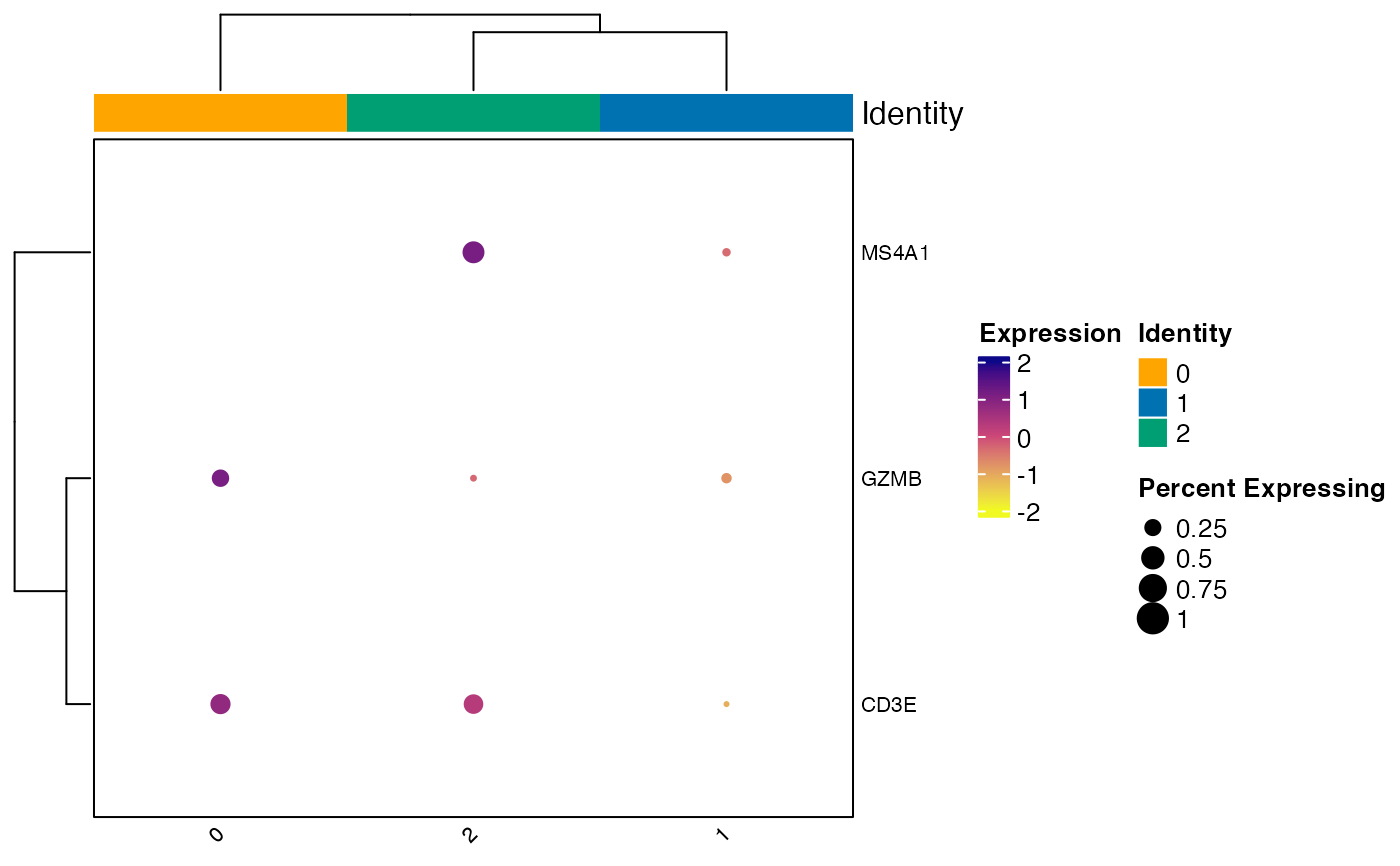 Identity
MS4A1
GZMB
CD3E
0
2
1
Expression
2
1
0
-1
-2
Identity
0
1
2
Percent Expressing
0.25
0.5
0.75
1